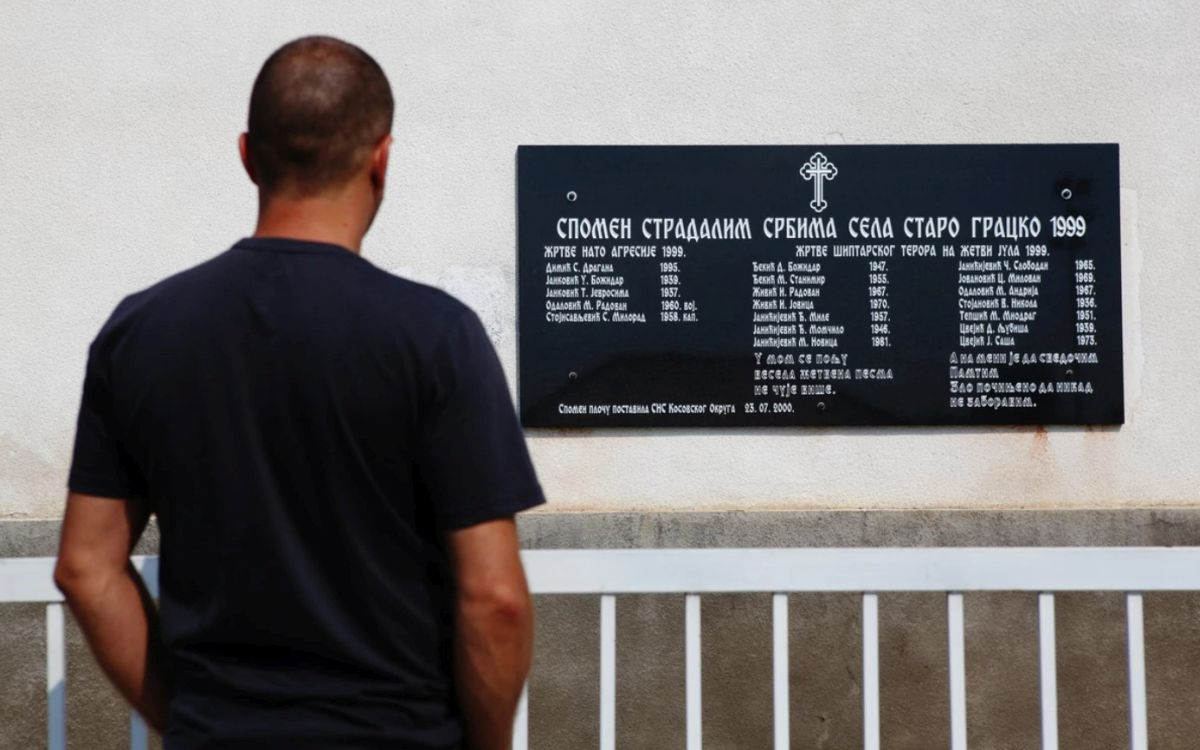 СПОМЕН СТРАДАЛИМ СРБИМА СЕЛА СТАРО ГРАЦКО 1999
ЖРТВЕ НАТО АГРЕСИЈЕ 1999.
Димић С. Драгана 1995.
Јанковић У. Божидар 1939.
Јанковић Т. Јевросима 1937.
Одаловић М. Радован 1960. вој.
Стојисављевић С. Милорад 1958. кап.
ЖРТВЕ ШИПТАРСКОГ ТЕРОРА НА ЖЕТВИ ЈУЛА 1999.
Ђекић Д. Божидар 1947.
Ђекић М. Станимир 1955.
Живић Н. Радован 1967.
Живић Н. Јовица 1970.
Јанићијевић Ћ. Миле 1957.
Јанићијевић Ћ. Момчило 1946.
Јанићијевић М. Новица 1981.
Јанићијевић Ч. Слободан 1965.
Јовановић Ц. Милован 1969.
Одаловић М. Андрија 1967.
Стојановић В. Никола 1936.
Тепшић М. Миодраг 1951.
Цвејић Д. Љубиша 1939.
Цвејић Ј. Саша 1973.
У мом се пољу
весела жетвена песма
не чује више.
А на мени је да сведочим
Памтим
Зло почињено да никад
не заборавим.
Спомен плочу поставила СНС Косовског Округа 23. 07. 2000.